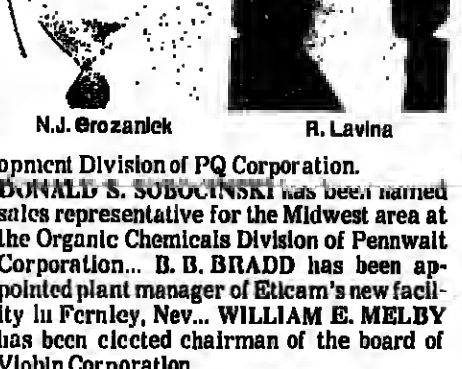 N.J. Grozanick
R. Lavina
opment Division of PQ Corporation.
DONALD S. SOBOCINSKI has been named
sales representative for the Midwest area at
the Organic Chemicals Division of Pennwalt
Corporation... B. B. BRADD has been ap-
pointed plant manager of Eticam's new facil-
ity in Fernley, Nev... WILLIAM E. MELBY
has been elected chairman of the board of
Viobin Corporation